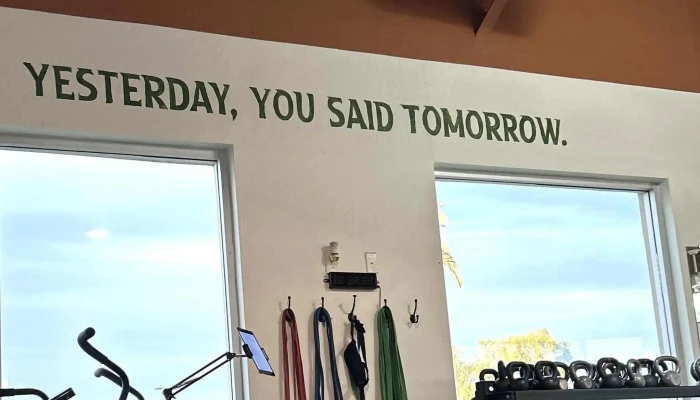 YESTERDAY, YOU SAID TOMORROW.